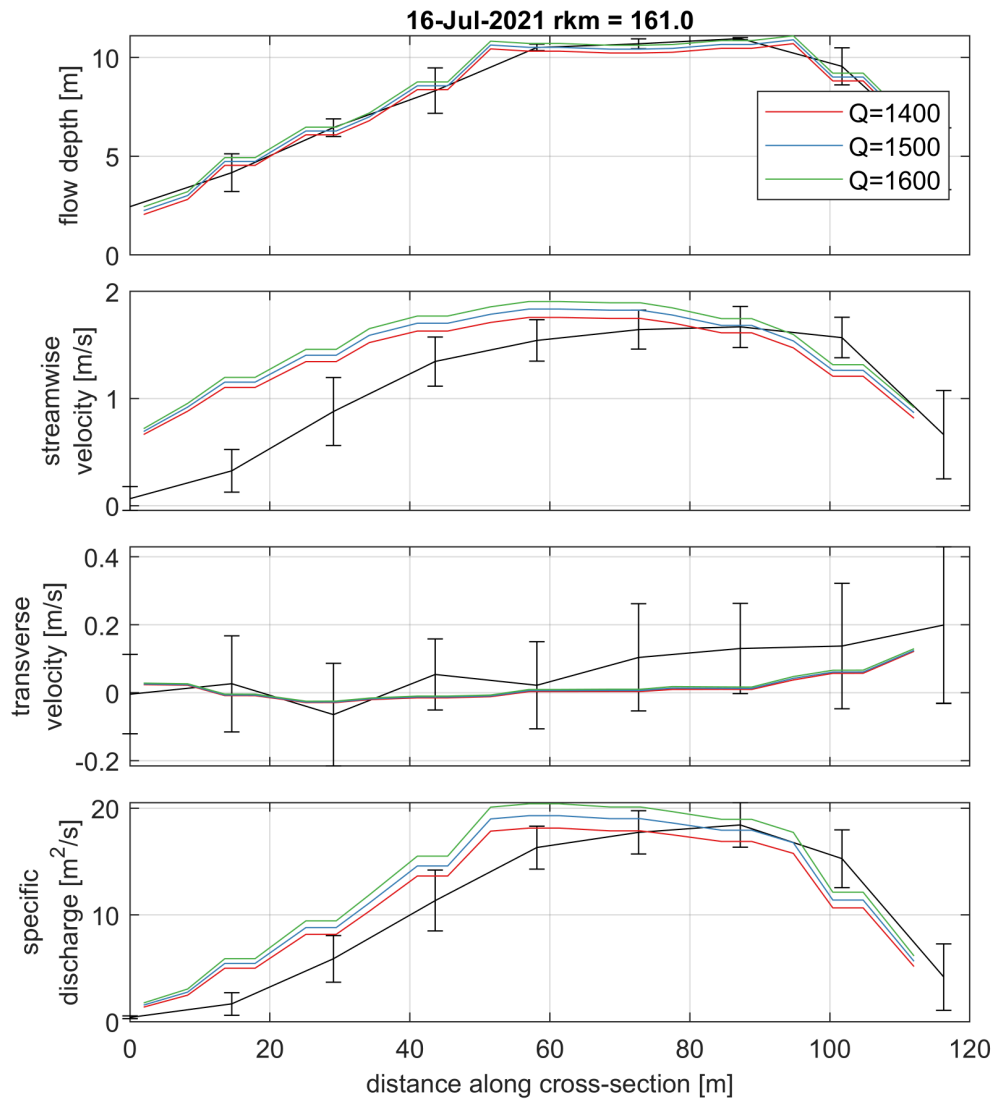 16-Jul-2021 rkm = 161.0
10
5
0
flow depth [m]
Q=1400
Q=1500
Q=1600
2
1
0
streamwise
velocity [m/s]
0.4
0.2
0
-0.2
transverse
velocity [m/s]
20
10
0
specific
discharge [m²/s]
0 20 40 60 80 100 120
distance along cross-section [m]